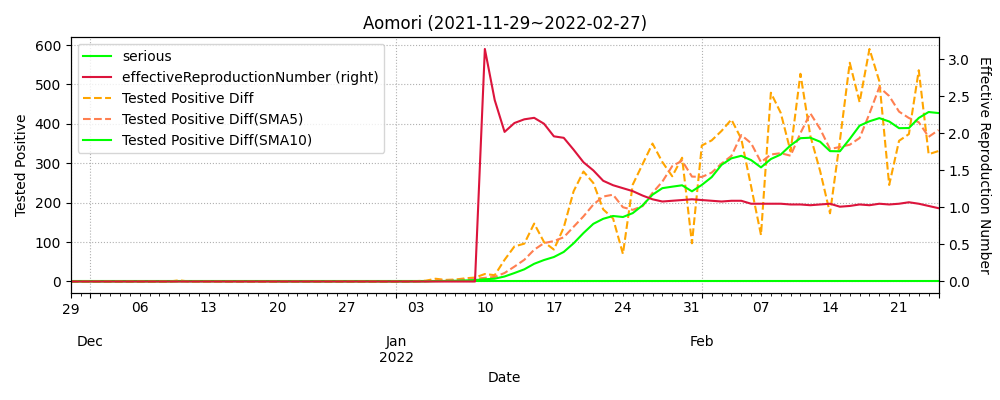 Aomori (2021-11-29~2022-02-27)
serious
effectiveReproductionNumber (right)
Tested Positive Diff
Tested Positive Diff(SMA5)
Tested Positive Diff(SMA10)
Tested Positive
600
500
400
300
200
100
0
Effective Reproduction Number
3.0
2.5
2.0
1.5
1.0
0.5
0.0
29 06 13 20 27 03 10 17 24 31 07 14 21
Dec Jan Feb
2022
Date